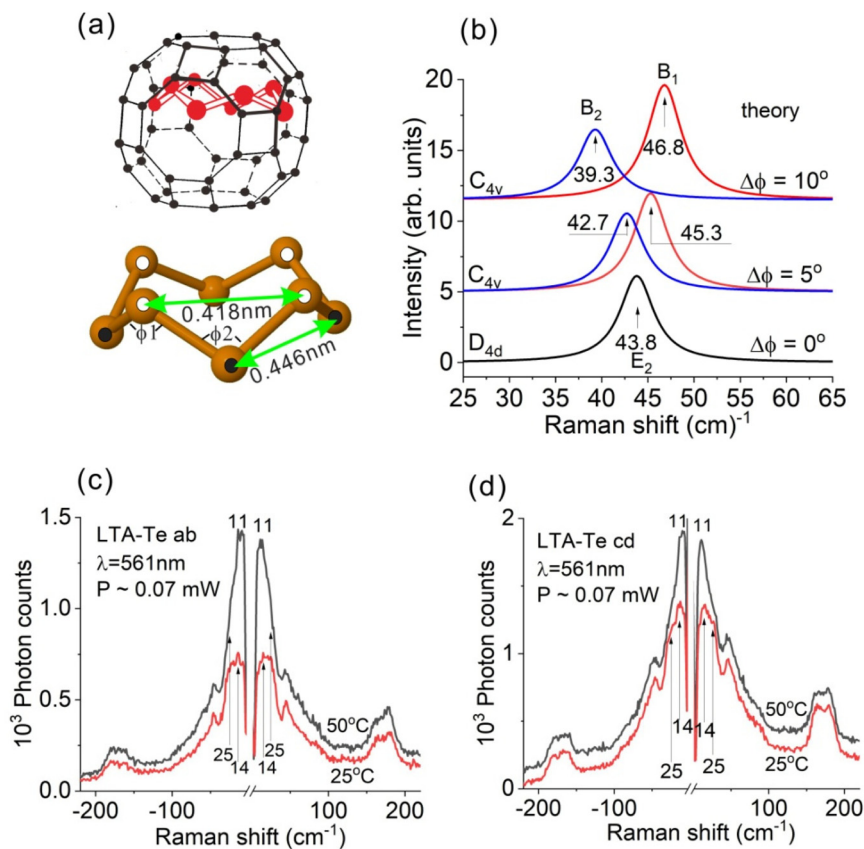 (a)
0.418nm
ϕ1
ϕ2
0.446nm
(b)
Intensity (arb. units)
20
15
10
5
0
B₁
B₂
theory
46.8
39.3
C₄ᵥ
Δϕ = 10°
42.7
45.3
C₄ᵥ
Δϕ = 5°
D₄d
43.8
Δϕ = 0°
E₂
25 30 35 40 45 50 55 60 65
Raman shift (cm)⁻¹
(c)
10³ Photon counts
1.5
1.0
0.5
0
LTA-Te ab
λ=561nm
P ~ 0.07 mW
11 11
50°C
25°C
25 14 14 25
-200 -100 100 200
Raman shift (cm⁻¹)
(d)
10³ Photon counts
2
1
0
LTA-Te cd
λ=561nm
P ~ 0.07 mW
11 11
50°C
25°C
25 14 14 25
-200 -100 100 200
Raman shift (cm⁻¹)